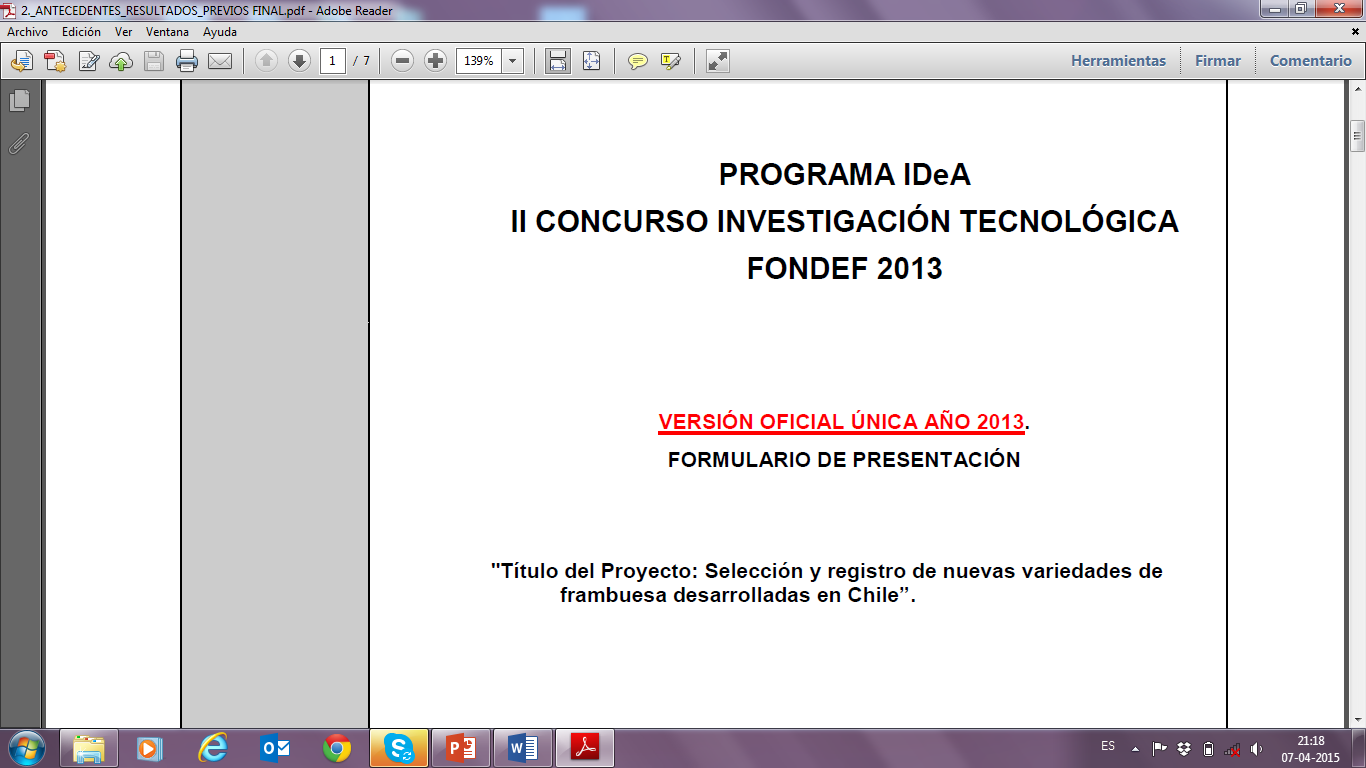 2._ANTECEDENTES_RESULTADOS_PREVIOS FINAL.pdf - Adobe Reader
Archivo Edición Ver Ventana Ayuda
1 / 7 139% Herramientas Firmar Comentario
PROGRAMA IDeA
II CONCURSO INVESTIGACIÓN TECNOLÓGICA
FONDEF 2013
VERSIÓN OFICIAL ÚNICA AÑO 2013.
FORMULARIO DE PRESENTACIÓN
"Título del Proyecto: Selección y registro de nuevas variedades de
frambuesa desarrolladas en Chile”.
ES 21:18
07-04-2015